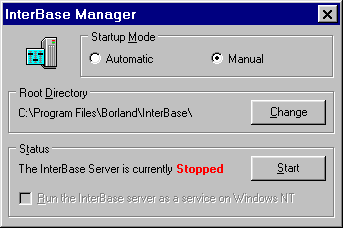 InterBase Manager
Startup Mode
Automatic
Manual
Root Directory
C:\Program Files\Borland\InterBase\
Change
Status
The InterBase Server is currently Stopped
Start
Run the InterBase server as a service on Windows NT